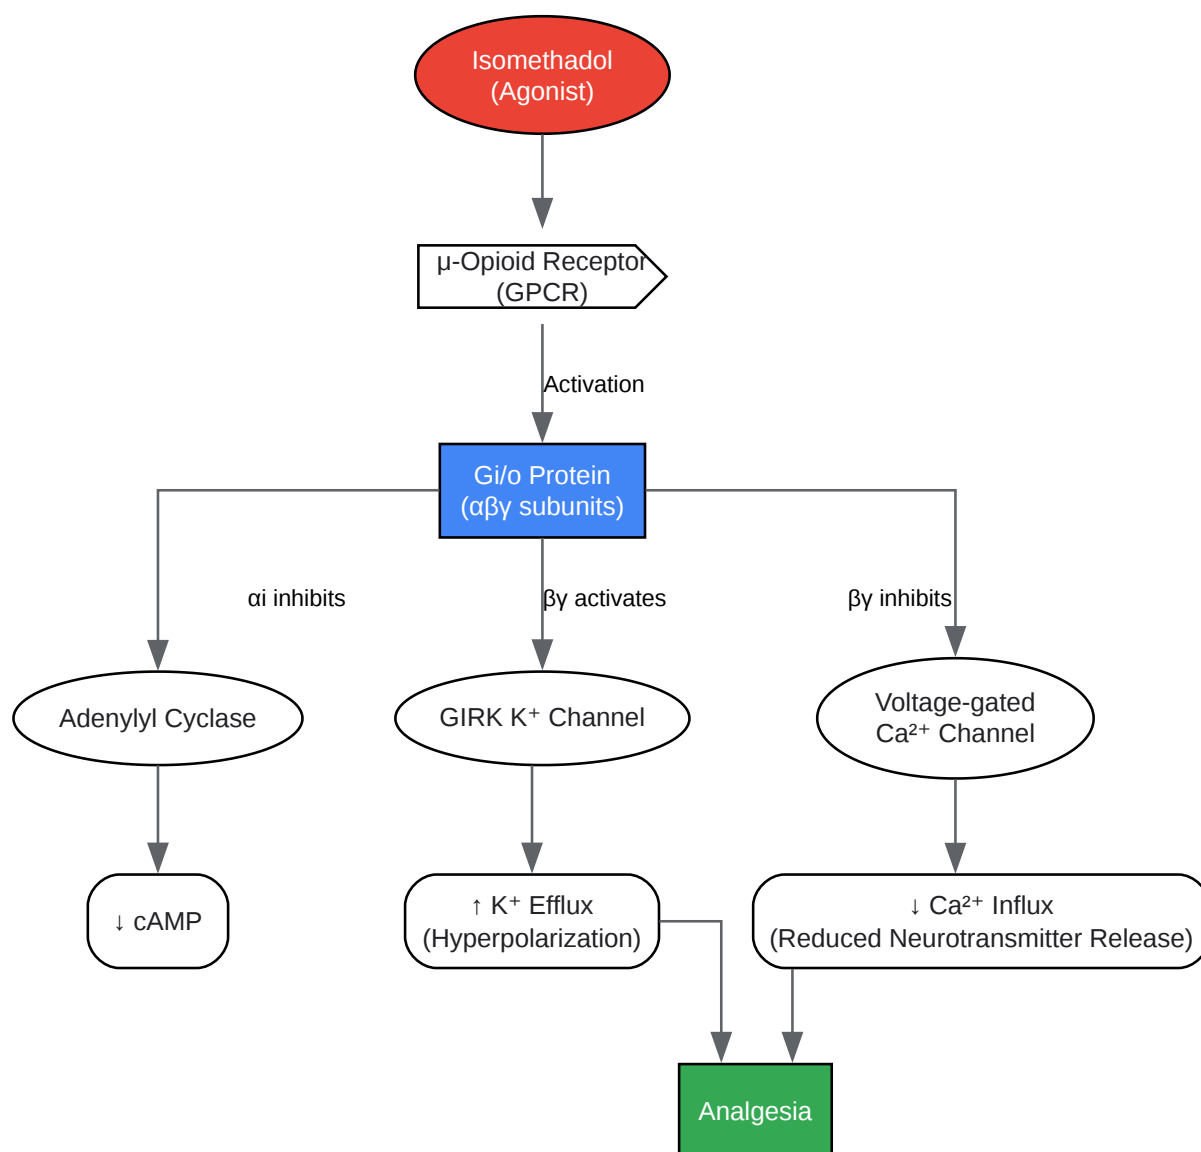 Isomethadol
(Agonist)
μ-Opioid Receptor
(GPCR)
Activation
Gi/o Protein
(αβγ subunits)
αi inhibits
βγ activates
βγ inhibits
Adenylyl Cyclase
GIRK K⁺ Channel
Voltage-gated
Ca²⁺ Channel
↓ cAMP
↑ K⁺ Efflux
(Hyperpolarization)
↓ Ca²⁺ Influx
(Reduced Neurotransmitter Release)
Analgesia